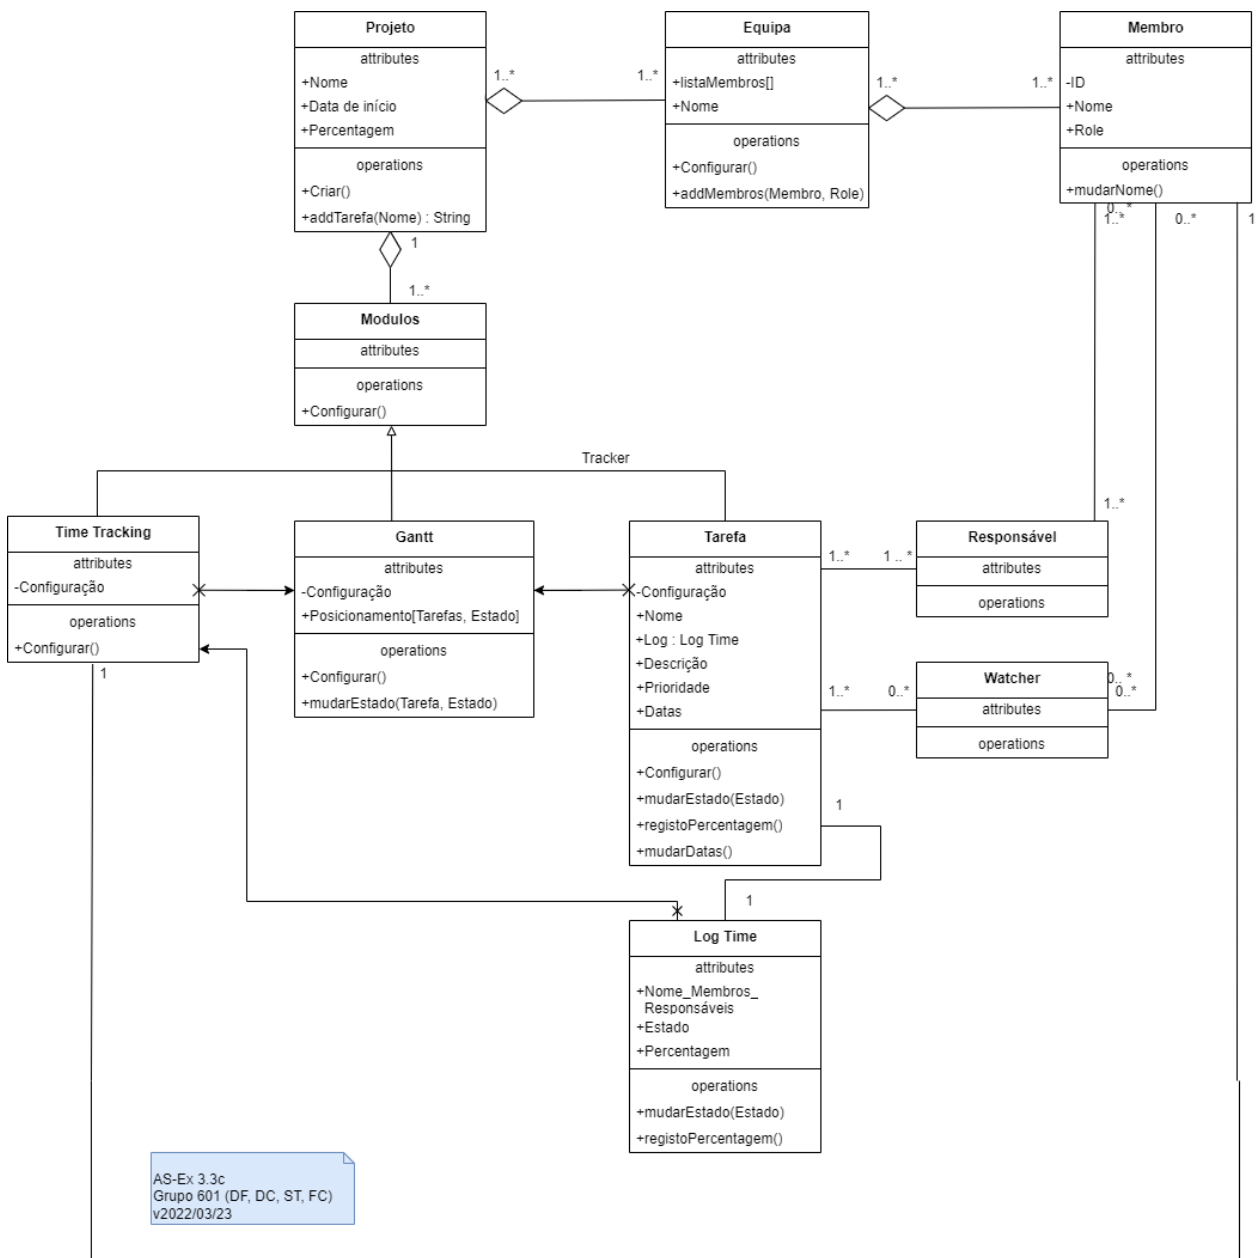 Projeto
attributes
+Nome
+Data de início
+Percentagem
operations
+Criar()
+addTarefa(Nome) : String
1..*
1..*
Equipa
attributes
+listaMembros[]
+Nome
operations
+Configurar()
+addMembros(Membro, Role)
1..*
1..*
Membro
attributes
-ID
+Nome
+Role
operations
+mudarNome()
0..*
1..*
0..*
1
1
1..*
Modulos
attributes
operations
+Configurar()
Tracker
Time Tracking
attributes
-Configuração
operations
+Configurar()
1
Gantt
attributes
-Configuração
+Posicionamento[Tarefas, Estado]
operations
+Configurar()
+mudarEstado(Tarefa, Estado)
Tarefa
attributes
-Configuração
+Nome
+Log : Log Time
+Descrição
+Prioridade
+Datas
operations
+Configurar()
+mudarEstado(Estado)
+registoPercentagem()
+mudarDatas()
1..*
1 .. *
1..*
Responsável
attributes
operations
1..*
0..*
Watcher
attributes
operations
0.. *
0..*
1
1
Log Time
attributes
+Nome_Membros_
Responsáveis
+Estado
+Percentagem
operations
+mudarEstado(Estado)
+registoPercentagem()
AS-Ex 3.3c
Grupo 601 (DF, DC, ST, FC)
v2022/03/23